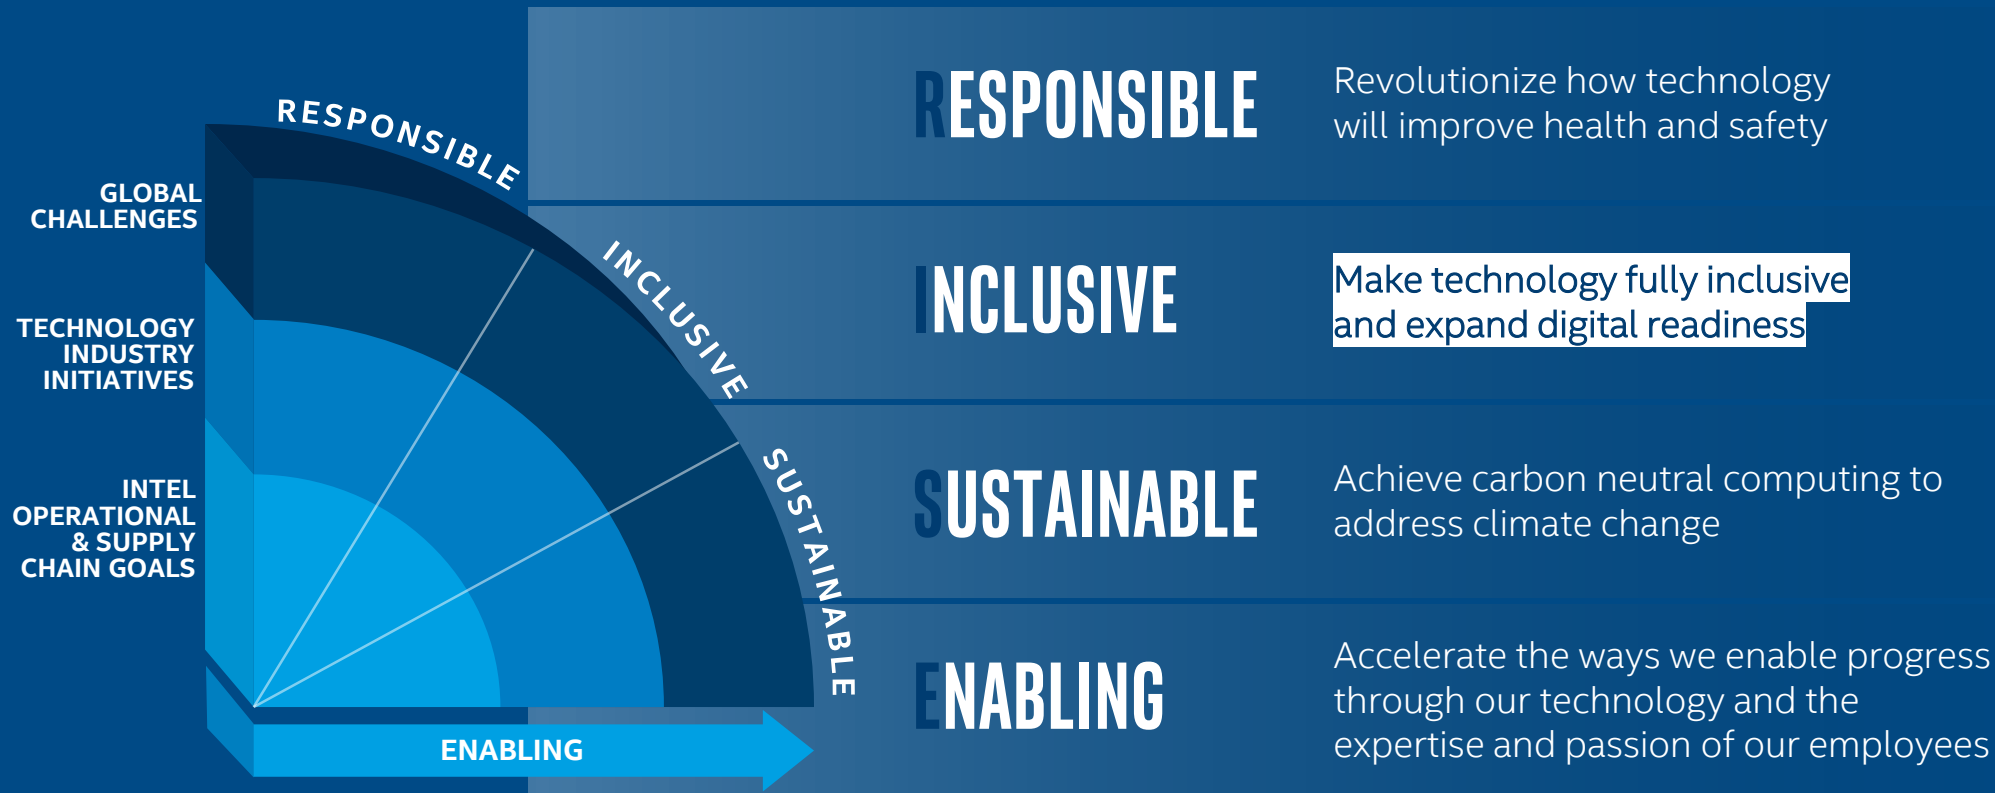 RESPONSIBLE
INCLUSIVE
SUSTAINABLE
GLOBAL
CHALLENGES
TECHNOLOGY
INDUSTRY
INITIATIVES
INTEL
OPERATIONAL
& SUPPLY
CHAIN GOALS
ENABLING
RESPONSIBLE
Revolutionize how technology
will improve health and safety
INCLUSIVE
Make technology fully inclusive
and expand digital readiness
SUSTAINABLE
Achieve carbon neutral computing to
address climate change
ENABLING
Accelerate the ways we enable progress
through our technology and the
expertise and passion of our employees